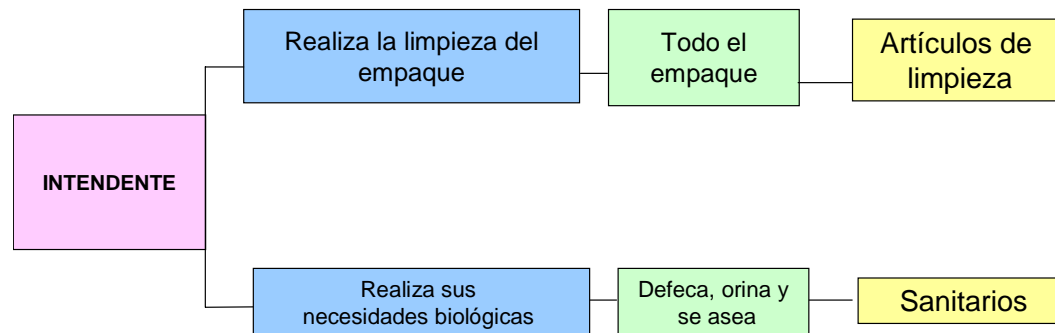 Realiza la limpieza del
empaque
Todo el
empaque
Artículos de
limpieza
INTENDENTE
Realiza sus
necesidades biológicas
Defeca, orina y
se asea
Sanitarios